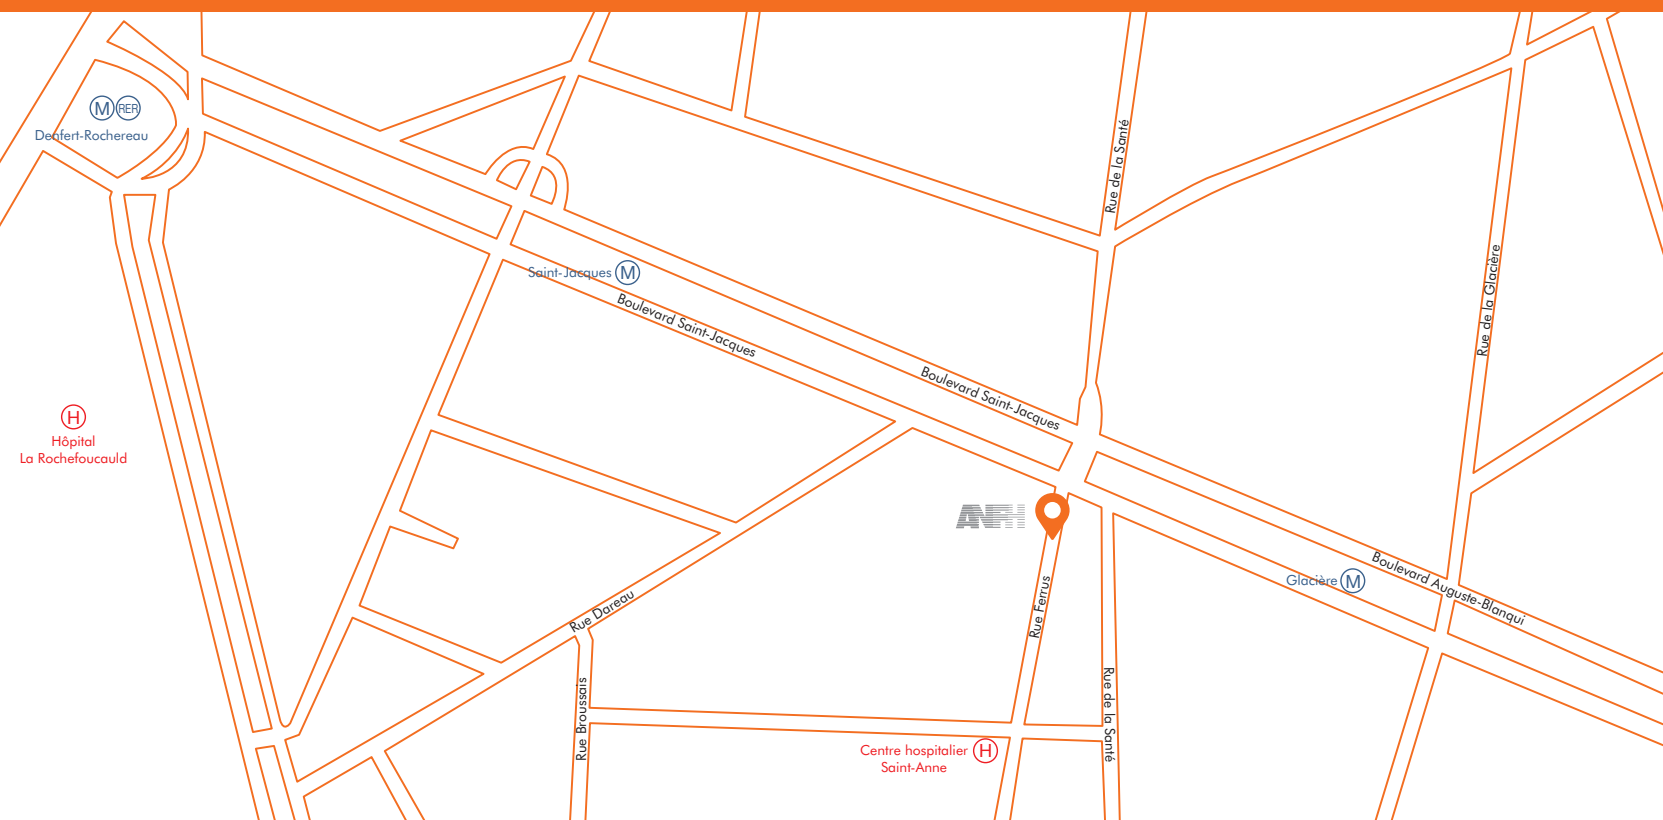 M RER
Denfert-Rochereau
Rue de la Santé
Saint-Jacques M
Boulevard Saint-Jacques
Rue de la Glacière
Boulevard Saint-Jacques
H
Hôpital
La Rochefoucauld
ANFH
Glacière M
Boulevard Auguste-Blanqui
Rue Dareau
Rue Ferrus
Rue Broussais
Rue de la Santé
Centre hospitalier H
Saint-Anne